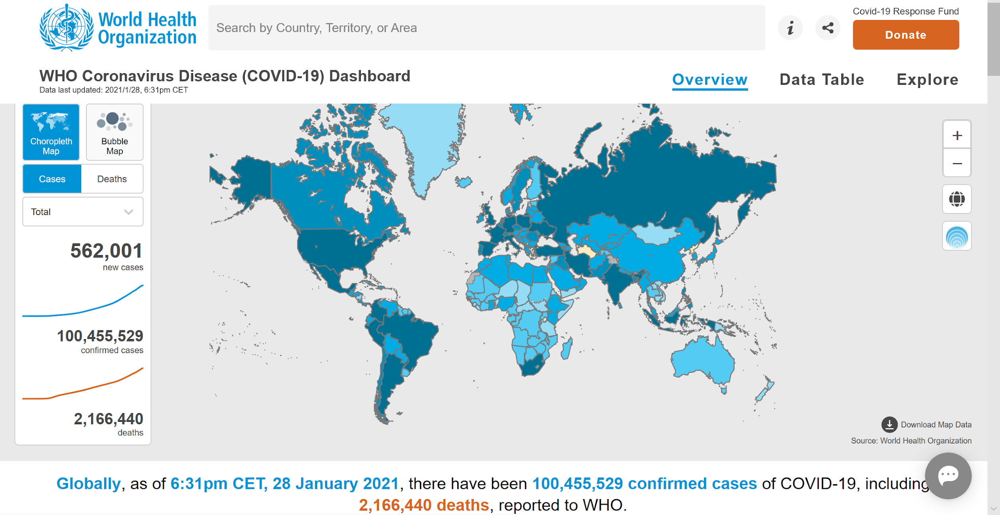 World Health
Organization
Search by Country, Territory, or Area
i
Covid-19 Response Fund
Donate
WHO Coronavirus Disease (COVID-19) Dashboard
Data last updated: 2021/1/28, 6:31pm CET
Overview
Data Table
Explore
Choropleth
Map
Bubble
Map
Cases
Deaths
Total
562,001
new cases
100,455,529
confirmed cases
2,166,440
deaths
+
−
Download Map Data
Source: World Health Organization
Globally, as of 6:31pm CET, 28 January 2021, there have been 100,455,529 confirmed cases of COVID-19, including
2,166,440 deaths, reported to WHO.